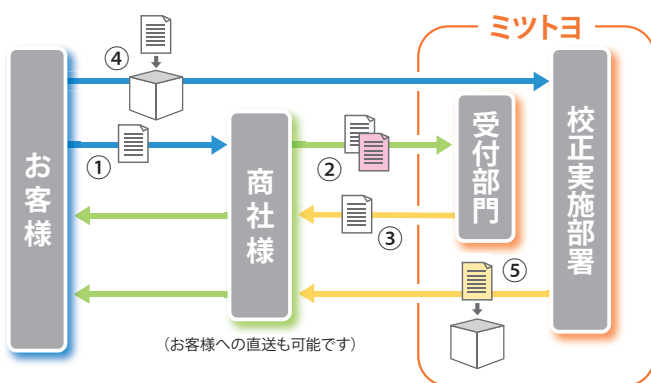 ミツトヨ
④
お客様
①
商社様
②
受付部門
校正実施部署
③
⑤
(お客様への直送も可能です)